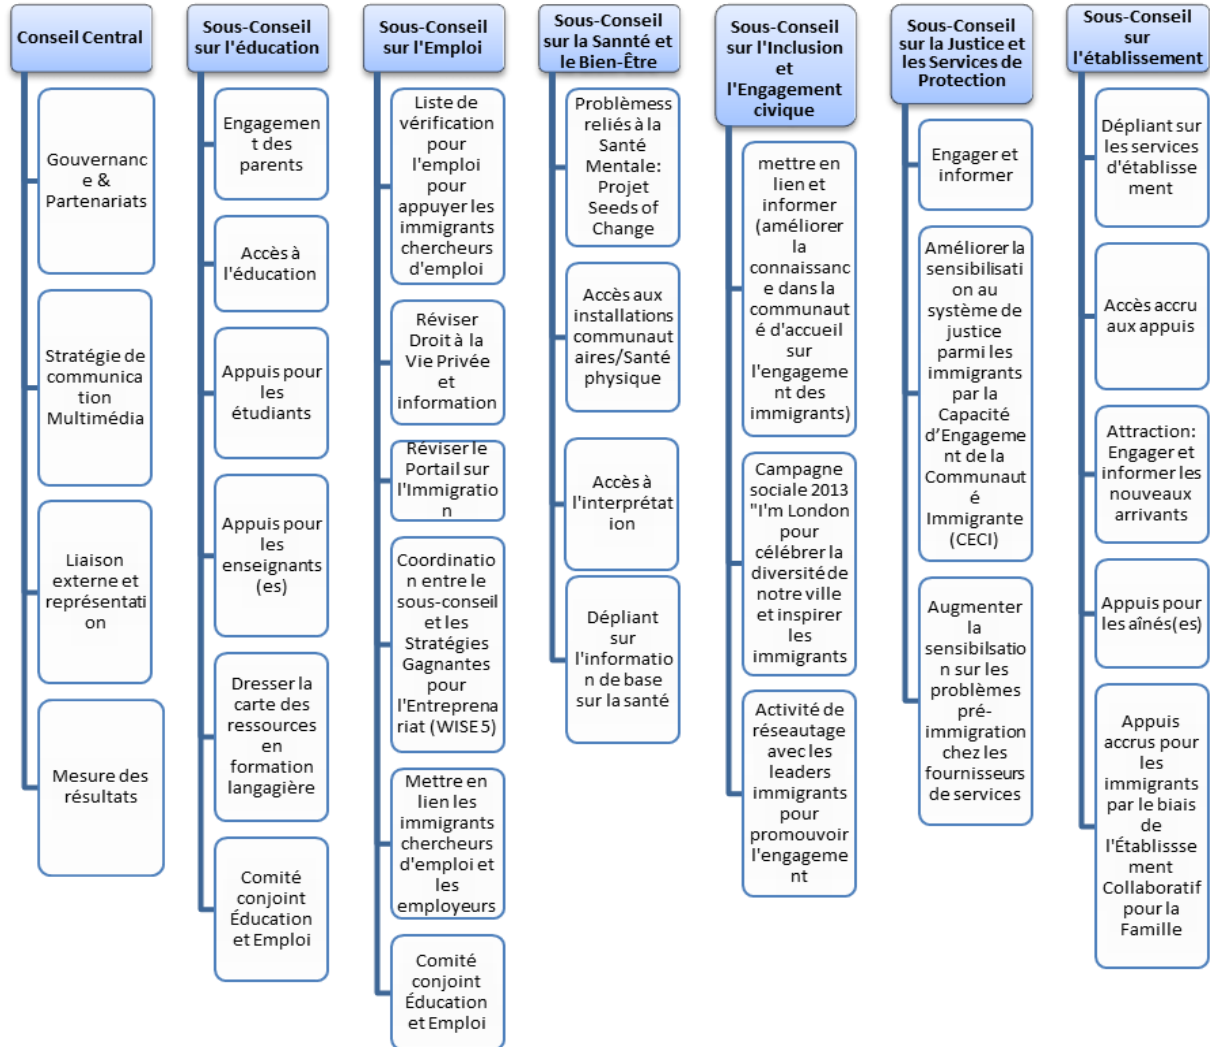 Conseil Central
Gouvernanc
e &
Partenariats
Stratégie de
communica
tion
Multimédia
Liaison
externe et
représentati
on
Mesure des
résultats
Sous-Conseil
sur l'éducation
Engagemen
t des
parents
Accès à
l'éducation
Appuis pour
les
étudiants
Appuis pour
les
enseignants
(es)
Dresser la
carte des
ressources
en
formation
langagière
Comité
conjoint
Éducation
et Emploi
Sous-Conseil
sur l'Emploi
Liste de
vérification
pour
l'emploi
pour
appuyer les
immigrants
chercheurs
d'emploi
Réviser
Droit à la
Vie Privée
et
information
Réviser le
Portail sur
l'Immigratio
n
Coordinatio
n entre le
sous-conseil
et les
Stratégies
Gagnantes
pour
l'Entreprena
riat (WISE 5)
Mettre en
lien les
immigrants
chercheurs
d'emploi et
les
employeurs
Comité
conjoint
Éducation
et Emploi
Sous-Conseil
sur la Sannté et
le Bien-Être
Problèmess
reliés à la
Santé
Mentale:
Projet
Seeds of
Change
Accès aux
installations
communaut
aires/Santé
physique
Accès à
l'interprétat
ion
Dépliant
sur
l'informatio
n de base
sur la santé
Sous-Conseil
sur l'Inclusion
et
l'Engagement
civique
mettre en
lien et
informer
(améliorer
la
connaissanc
e dans la
communaut
é d'accueil
sur
l'engageme
nt des
immigrants)
Campagne
sociale 2013
"I'm London
pour
célébrer la
diversité de
notre ville
et inspirer
les
immigrants
Activité de
réseautage
avec les
leaders
immigrants
pour
promouvoir
l'engageme
nt
Sous-Conseil
sur la Justice et
les Services de
Protection
Engager et
informer
Améliorer la
sensibilisati
on au
système de
justice
parmi les
immigrants
par la
Capacité
d’Engageme
nt de la
Communaut
é
Immigrante
(CECI)
Augmenter
la
sensibilsatio
n sur les
problèmes
pré-
immigration
chez les
fournisseurs
de services
Sous-Conseil
sur
l'établissement
Dépliant sur
les services
d'établisse
ment
Accès accru
aux appuis
Attraction:
Engager et
informer les
nouveaux
arrivants
Appuis pour
les aînés(es)
Appuis
accrus pour
les
immigrants
par le biais
de
l'Établisssse
ment
Collaboratif
pour la
Famille